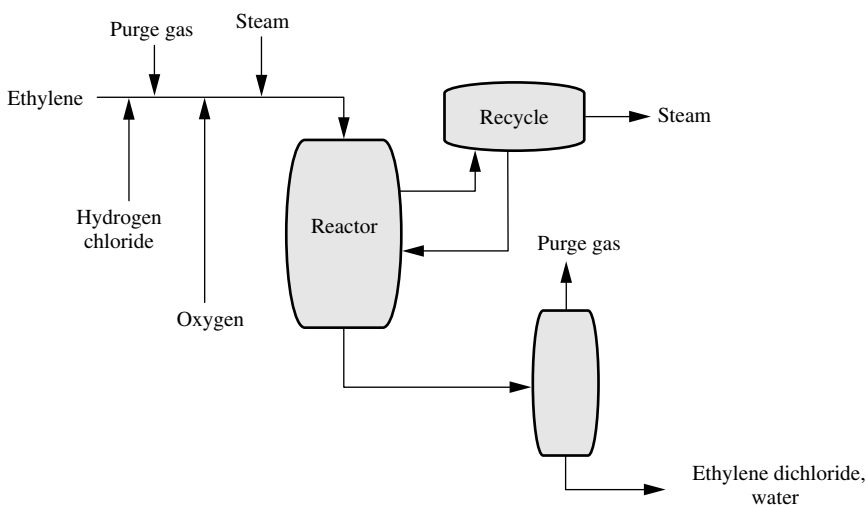 Steam
Purge gas
Ethylene
Recycle
Steam
Hydrogen
chloride
Reactor
Purge gas
Oxygen
Ethylene dichloride,
water